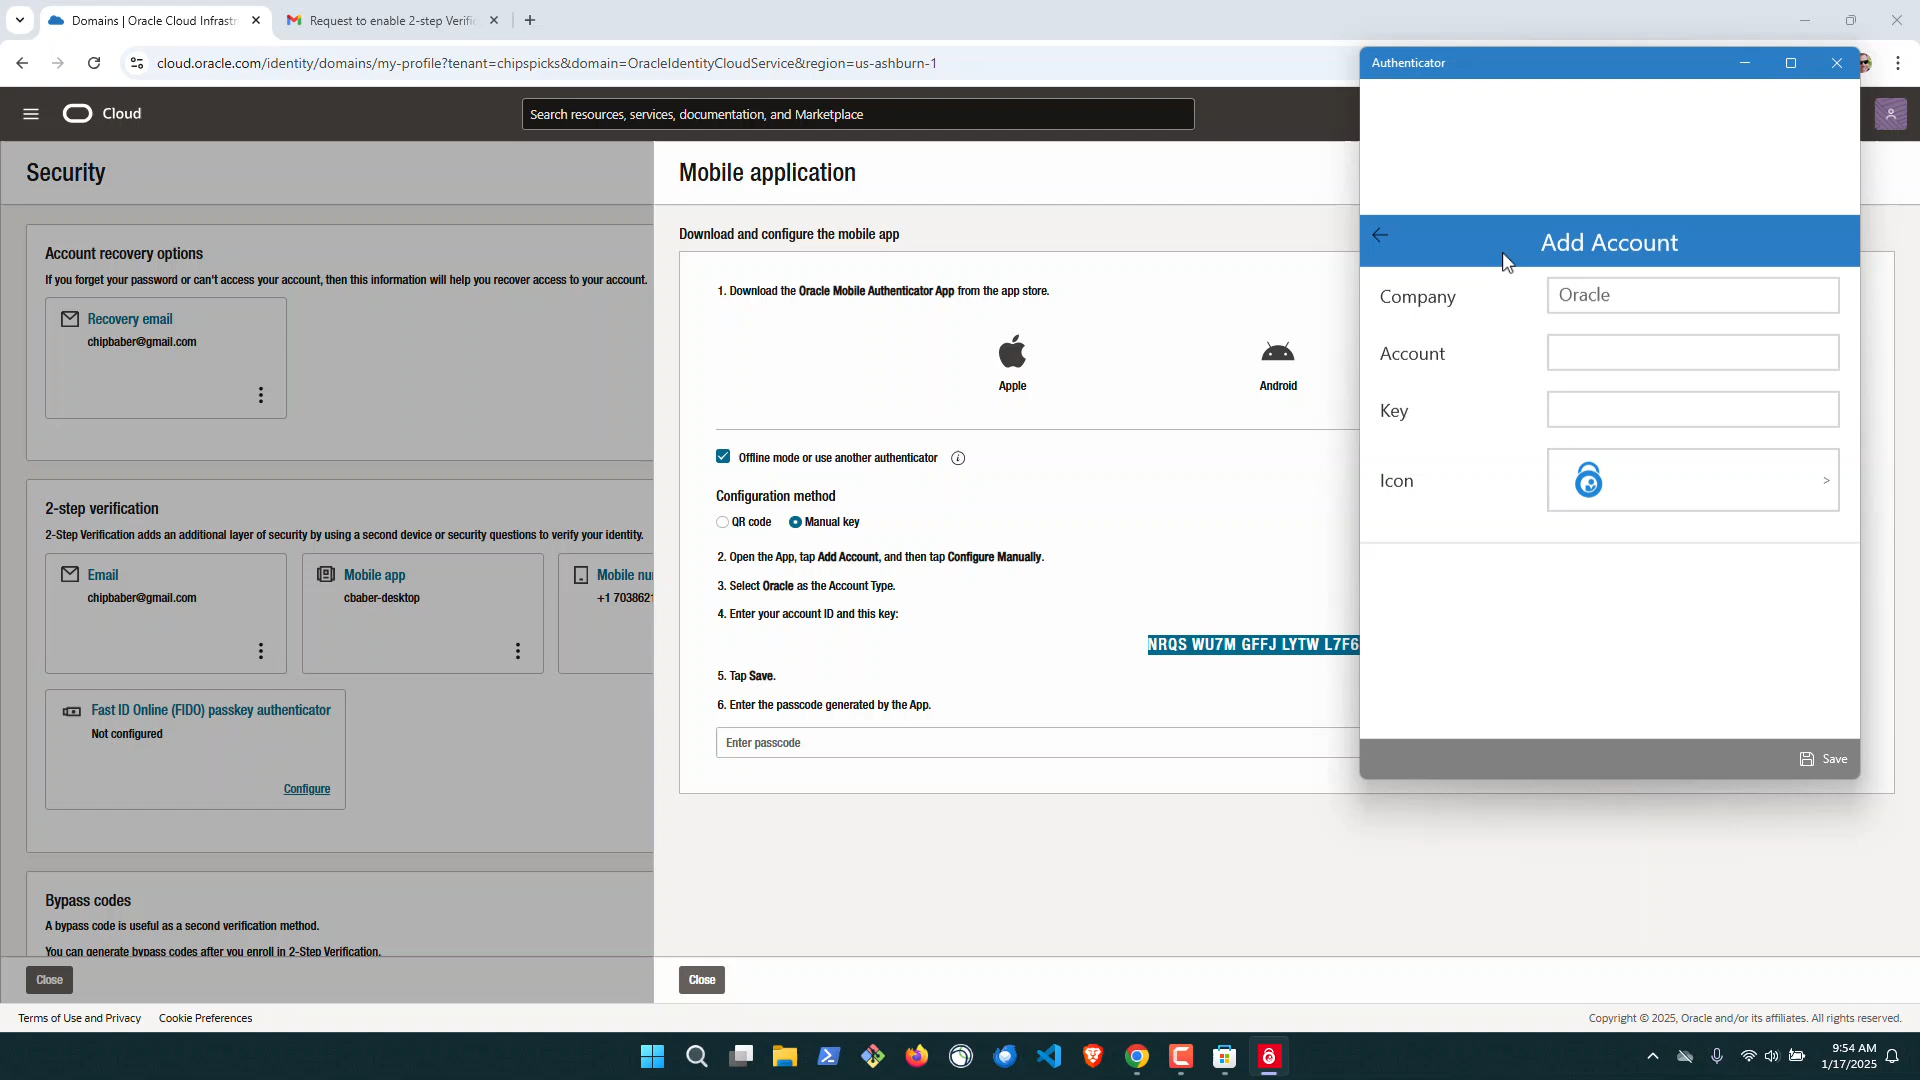 Domains | Oracle Cloud Infrastr
Request to enable 2-step Verific
cloud.oracle.com/identity/domains/my-profile?tenant=chipspicks&domain=OracleIdentityCloudService&region=us-ashburn-1
Cloud
Search resources, services, documentation, and Marketplace
Security
Account recovery options
If you forget your password or can't access your account, then this information will help you recover access to your account.
Recovery email
chipbaber@gmail.com
2-step verification
2-Step Verification adds an additional layer of security by using a second device or security questions to verify your identity.
Email
chipbaber@gmail.com
Mobile app
cbaber-desktop
Mobile nu
+1 7038621
Fast ID Online (FIDO) passkey authenticator
Not configured
Configure
Bypass codes
A bypass code is useful as a second verification method.
You can generate bypass codes after you enroll in 2-Step Verification.
Close
Mobile application
Download and configure the mobile app
1. Download the Oracle Mobile Authenticator App from the app store.
Apple
Android
Offline mode or use another authenticator
Configuration method
QR code
Manual key
2. Open the App, tap Add Account, and then tap Configure Manually.
3. Select Oracle as the Account Type.
4. Enter your account ID and this key:
NRQS WU7M GFFJ LYTW L7F6
5. Tap Save.
6. Enter the passcode generated by the App.
Enter passcode
Close
Authenticator
Add Account
Company
Oracle
Account
Key
Icon
>
Save
Terms of Use and Privacy
Cookie Preferences
Copyright © 2025, Oracle and/or its affiliates. All rights reserved.
9:54 AM
1/17/2025